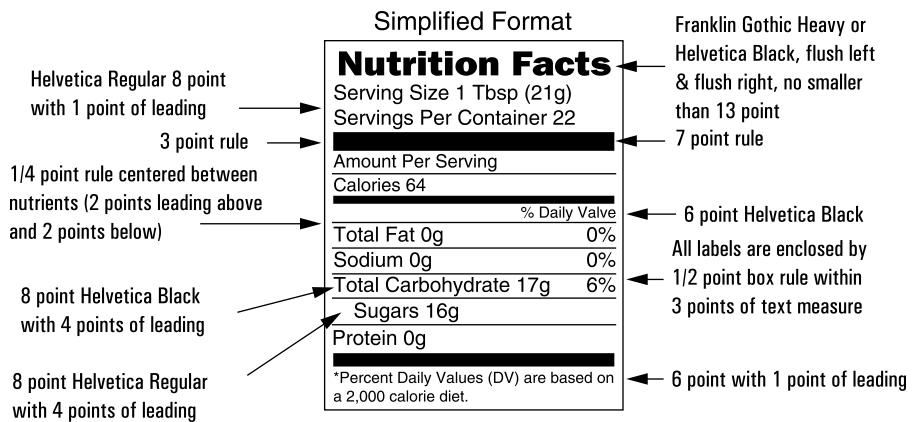 Simplified Format
Helvetica Regular 8 point
with 1 point of leading
3 point rule
1/4 point rule centered between
nutrients (2 points leading above
and 2 points below)
8 point Helvetica Black
with 4 points of leading
8 point Helvetica Regular
with 4 points of leading
Nutrition Facts
Serving Size 1 Tbsp (21g)
Servings Per Container 22
Amount Per Serving
Calories 64
% Daily Valve
Total Fat 0g 0%
Sodium 0g 0%
Total Carbohydrate 17g 6%
Sugars 16g
Protein 0g
*Percent Daily Values (DV) are based on
a 2,000 calorie diet.
Franklin Gothic Heavy or
Helvetica Black, flush left
& flush right, no smaller
than 13 point
7 point rule
6 point Helvetica Black
All labels are enclosed by
1/2 point box rule within
3 points of text measure
6 point with 1 point of leading